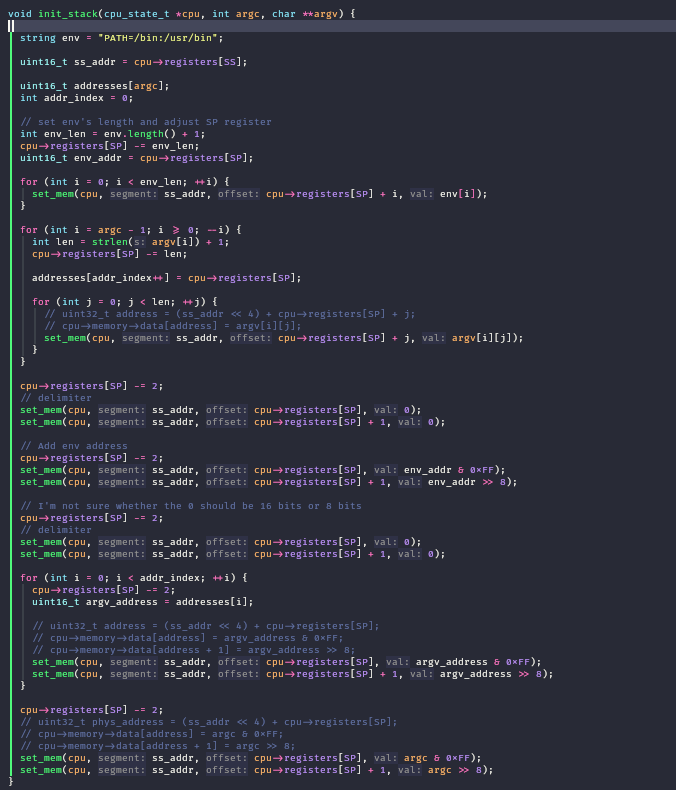 void init_stack(cpu_state_t *cpu, int argc, char **argv) {
string env = "PATH=/bin:/usr/bin";
uint16_t ss_addr = cpu->registers[SS];
uint16_t addresses[argc];
int addr_index = 0;
// set env's length and adjust SP register
int env_len = env.length() + 1;
cpu->registers[SP] -= env_len;
uint16_t env_addr = cpu->registers[SP];
for (int i = 0; i < env_len; ++i) {
set_mem(cpu, segment: ss_addr, offset: cpu->registers[SP] + i, val: env[i]);
}
for (int i = argc - 1; i >= 0; --i) {
int len = strlen(s: argv[i]) + 1;
cpu->registers[SP] -= len;
addresses[addr_index++] = cpu->registers[SP];
for (int j = 0; j < len; ++j) {
// uint32_t address = (ss_addr << 4) + cpu->registers[SP] + j;
// cpu->memory->data[address] = argv[i][j];
set_mem(cpu, segment: ss_addr, offset: cpu->registers[SP] + j, val: argv[i][j]);
}
}
cpu->registers[SP] -= 2;
// delimiter
set_mem(cpu, segment: ss_addr, offset: cpu->registers[SP], val: 0);
set_mem(cpu, segment: ss_addr, offset: cpu->registers[SP] + 1, val: 0);
// Add env address
cpu->registers[SP] -= 2;
set_mem(cpu, segment: ss_addr, offset: cpu->registers[SP], val: env_addr & 0xFF);
set_mem(cpu, segment: ss_addr, offset: cpu->registers[SP] + 1, val: env_addr >> 8);
// I'm not sure whether the 0 should be 16 bits or 8 bits
cpu->registers[SP] -= 2;
// delimiter
set_mem(cpu, segment: ss_addr, offset: cpu->registers[SP], val: 0);
set_mem(cpu, segment: ss_addr, offset: cpu->registers[SP] + 1, val: 0);
for (int i = 0; i < addr_index; ++i) {
cpu->registers[SP] -= 2;
uint16_t argv_address = addresses[i];
// uint32_t address = (ss_addr << 4) + cpu->registers[SP];
// cpu->memory->data[address] = argv_address & 0xFF;
// cpu->memory->data[address + 1] = argv_address >> 8;
set_mem(cpu, segment: ss_addr, offset: cpu->registers[SP], val: argv_address & 0xFF);
set_mem(cpu, segment: ss_addr, offset: cpu->registers[SP] + 1, val: argv_address >> 8);
}
cpu->registers[SP] -= 2;
// uint32_t phys_address = (ss_addr << 4) + cpu->registers[SP];
// cpu->memory->data[address] = argc & 0xFF;
// cpu->memory->data[address + 1] = argc >> 8;
set_mem(cpu, segment: ss_addr, offset: cpu->registers[SP], val: argc & 0xFF);
set_mem(cpu, segment: ss_addr, offset: cpu->registers[SP] + 1, val: argc >> 8);
}